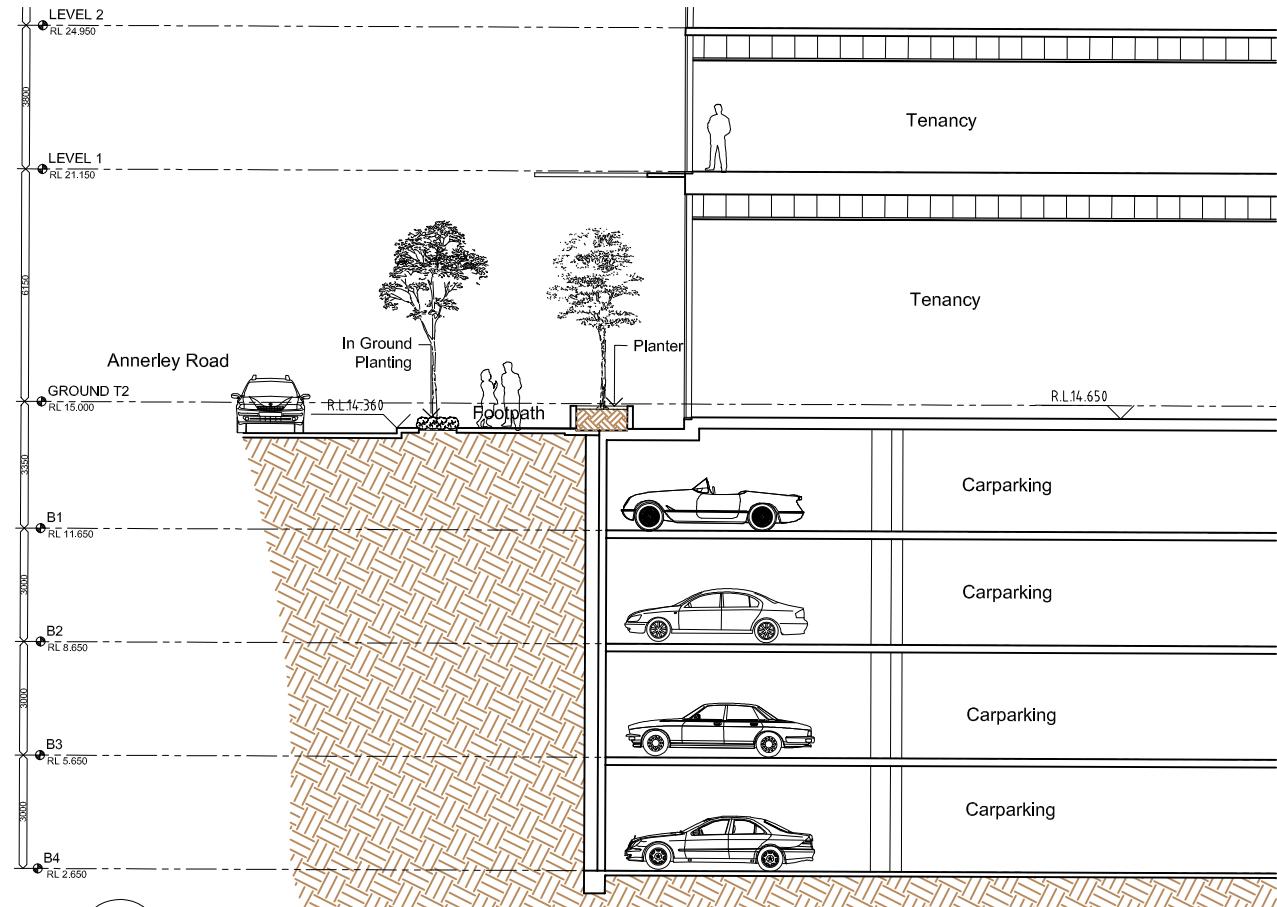 LEVEL 2
RL 24.950
3800
Tenancy
LEVEL 1
RL 21.150
6150
Tenancy
In Ground
Planting
Planter
Annerley Road
GROUND T2
RL 15.000
R.L.14.360
Footpath
R.L.14.650
3350
Carparking
B1
RL 11.650
3000
Carparking
B2
RL 8.650
3000
Carparking
B3
RL 5.650
3000
Carparking
B4
RL 2.650